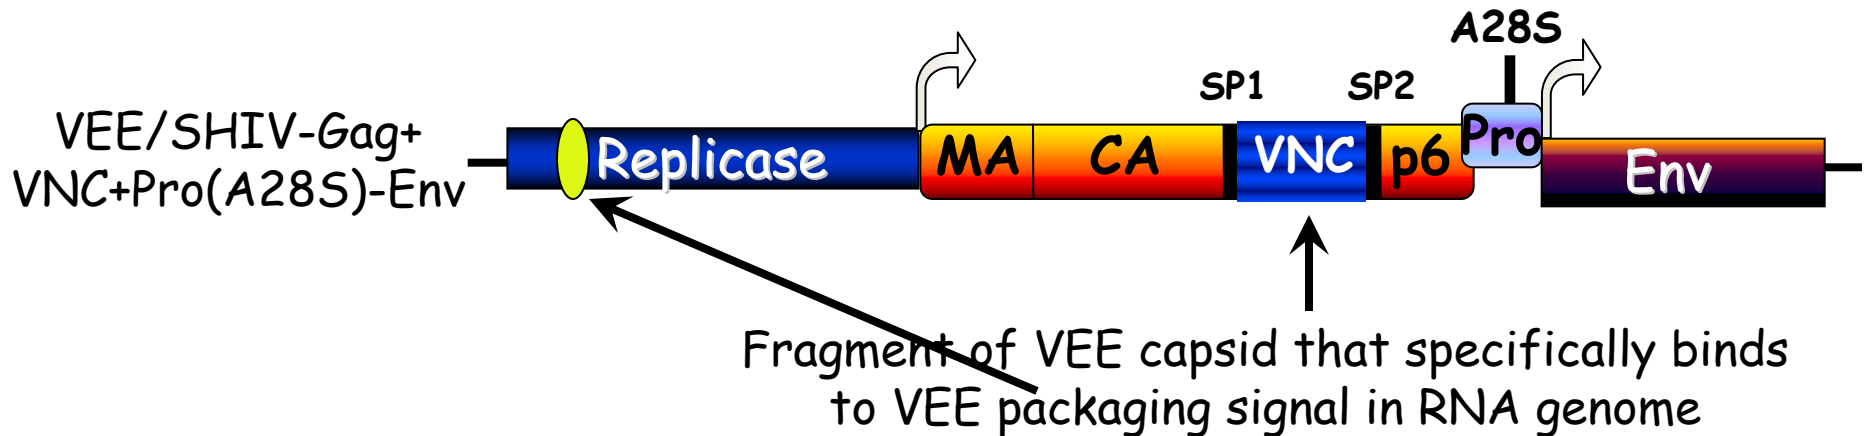 A28S
SP1 SP2
VEE/SHIV-Gag+
VNC+Pro(A28S)-Env
Replicase MA CA VNC p6 Pro Env
Fragment of VEE capsid that specifically binds
to VEE packaging signal in RNA genome